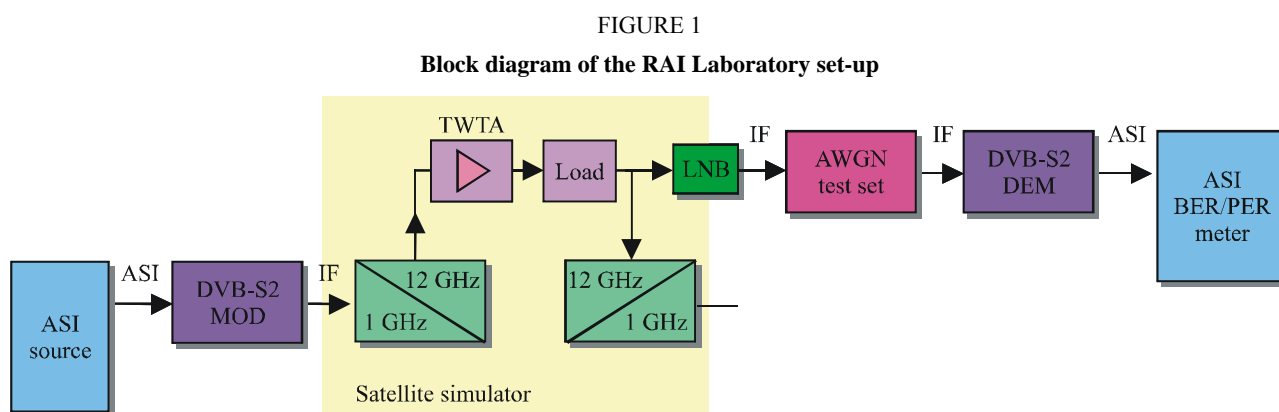 FIGURE 1
Block diagram of the RAI Laboratory set-up
ASI
source
ASI
DVB-S2
MOD
IF
12 GHz
1 GHz
TWTA
Load
12 GHz
1 GHz
LNB
Satellite simulator
IF
AWGN
test set
IF
DVB-S2
DEM
ASI
ASI
BER/PER
meter